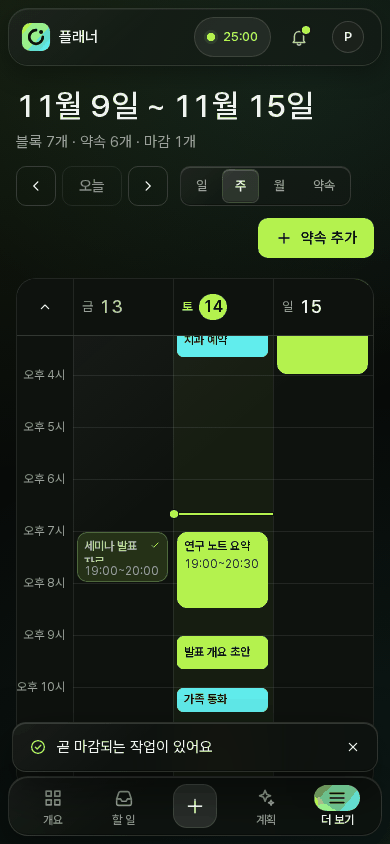 플래너
25:00
P
11월 9일 ~ 11월 15일
블록 7개 · 약속 6개 · 마감 1개
오늘
일 주 월 약속
약속 추가
금 13
토 14
일 15
치과 예약
오후 4시
오후 5시
오후 6시
오후 7시
세미나 발표
자료
19:00~20:00
연구 노트 요약
19:00~20:30
오후 8시
오후 9시
발표 개요 초안
오후 10시
가족 통화
곧 마감되는 작업이 있어요
개요
할 일
계획
더 보기